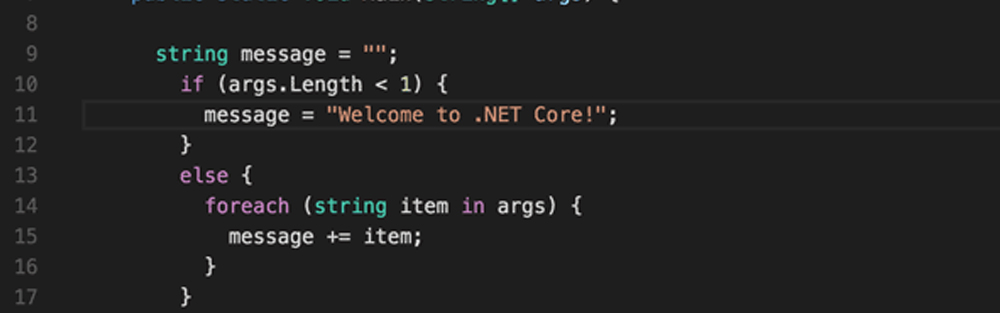 8
9 string message = "";
10 if (args.Length < 1) {
11 message = "Welcome to .NET Core!";
12 }
13 else {
14 foreach (string item in args) {
15 message += item;
16 }
17 }